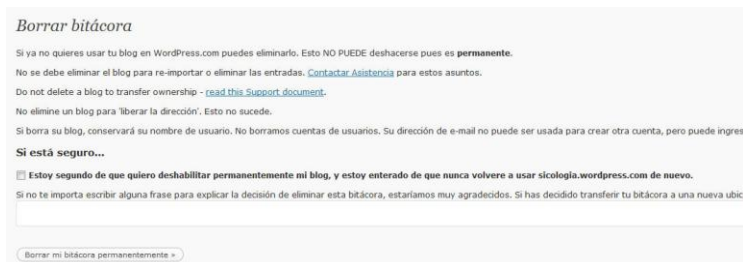 Borrar bitácora
Si ya no quieres usar tu blog en WordPress.com puedes eliminarlo. Esto NO PUEDE deshacerse pues es permanente.
No se debe eliminar el blog para re-importar o eliminar las entradas. Contactar Asistencia para estos asuntos.
Do not delete a blog to transfer ownership - read this Support document.
No elimine un blog para 'liberar la dirección'. Esto no sucede.
Si borra su blog, conservará su nombre de usuario. No borramos cuentas de usuarios. Su dirección de e-mail no puede ser usada para crear otra cuenta, pero puede ingres
Si está seguro...
Estoy segundo de que quiero deshabilitar permanentemente mi blog, y estoy enterado de que nunca volvere a usar sicologia.wordpress.com de nuevo.
Si no te importa escribir alguna frase para explicar la decisión de eliminar esta bitácora, estaríamos muy agradecidos. Si has decidido transferir tu bitácora a una nueva ubic
Borrar mi bitácora permanentemente »